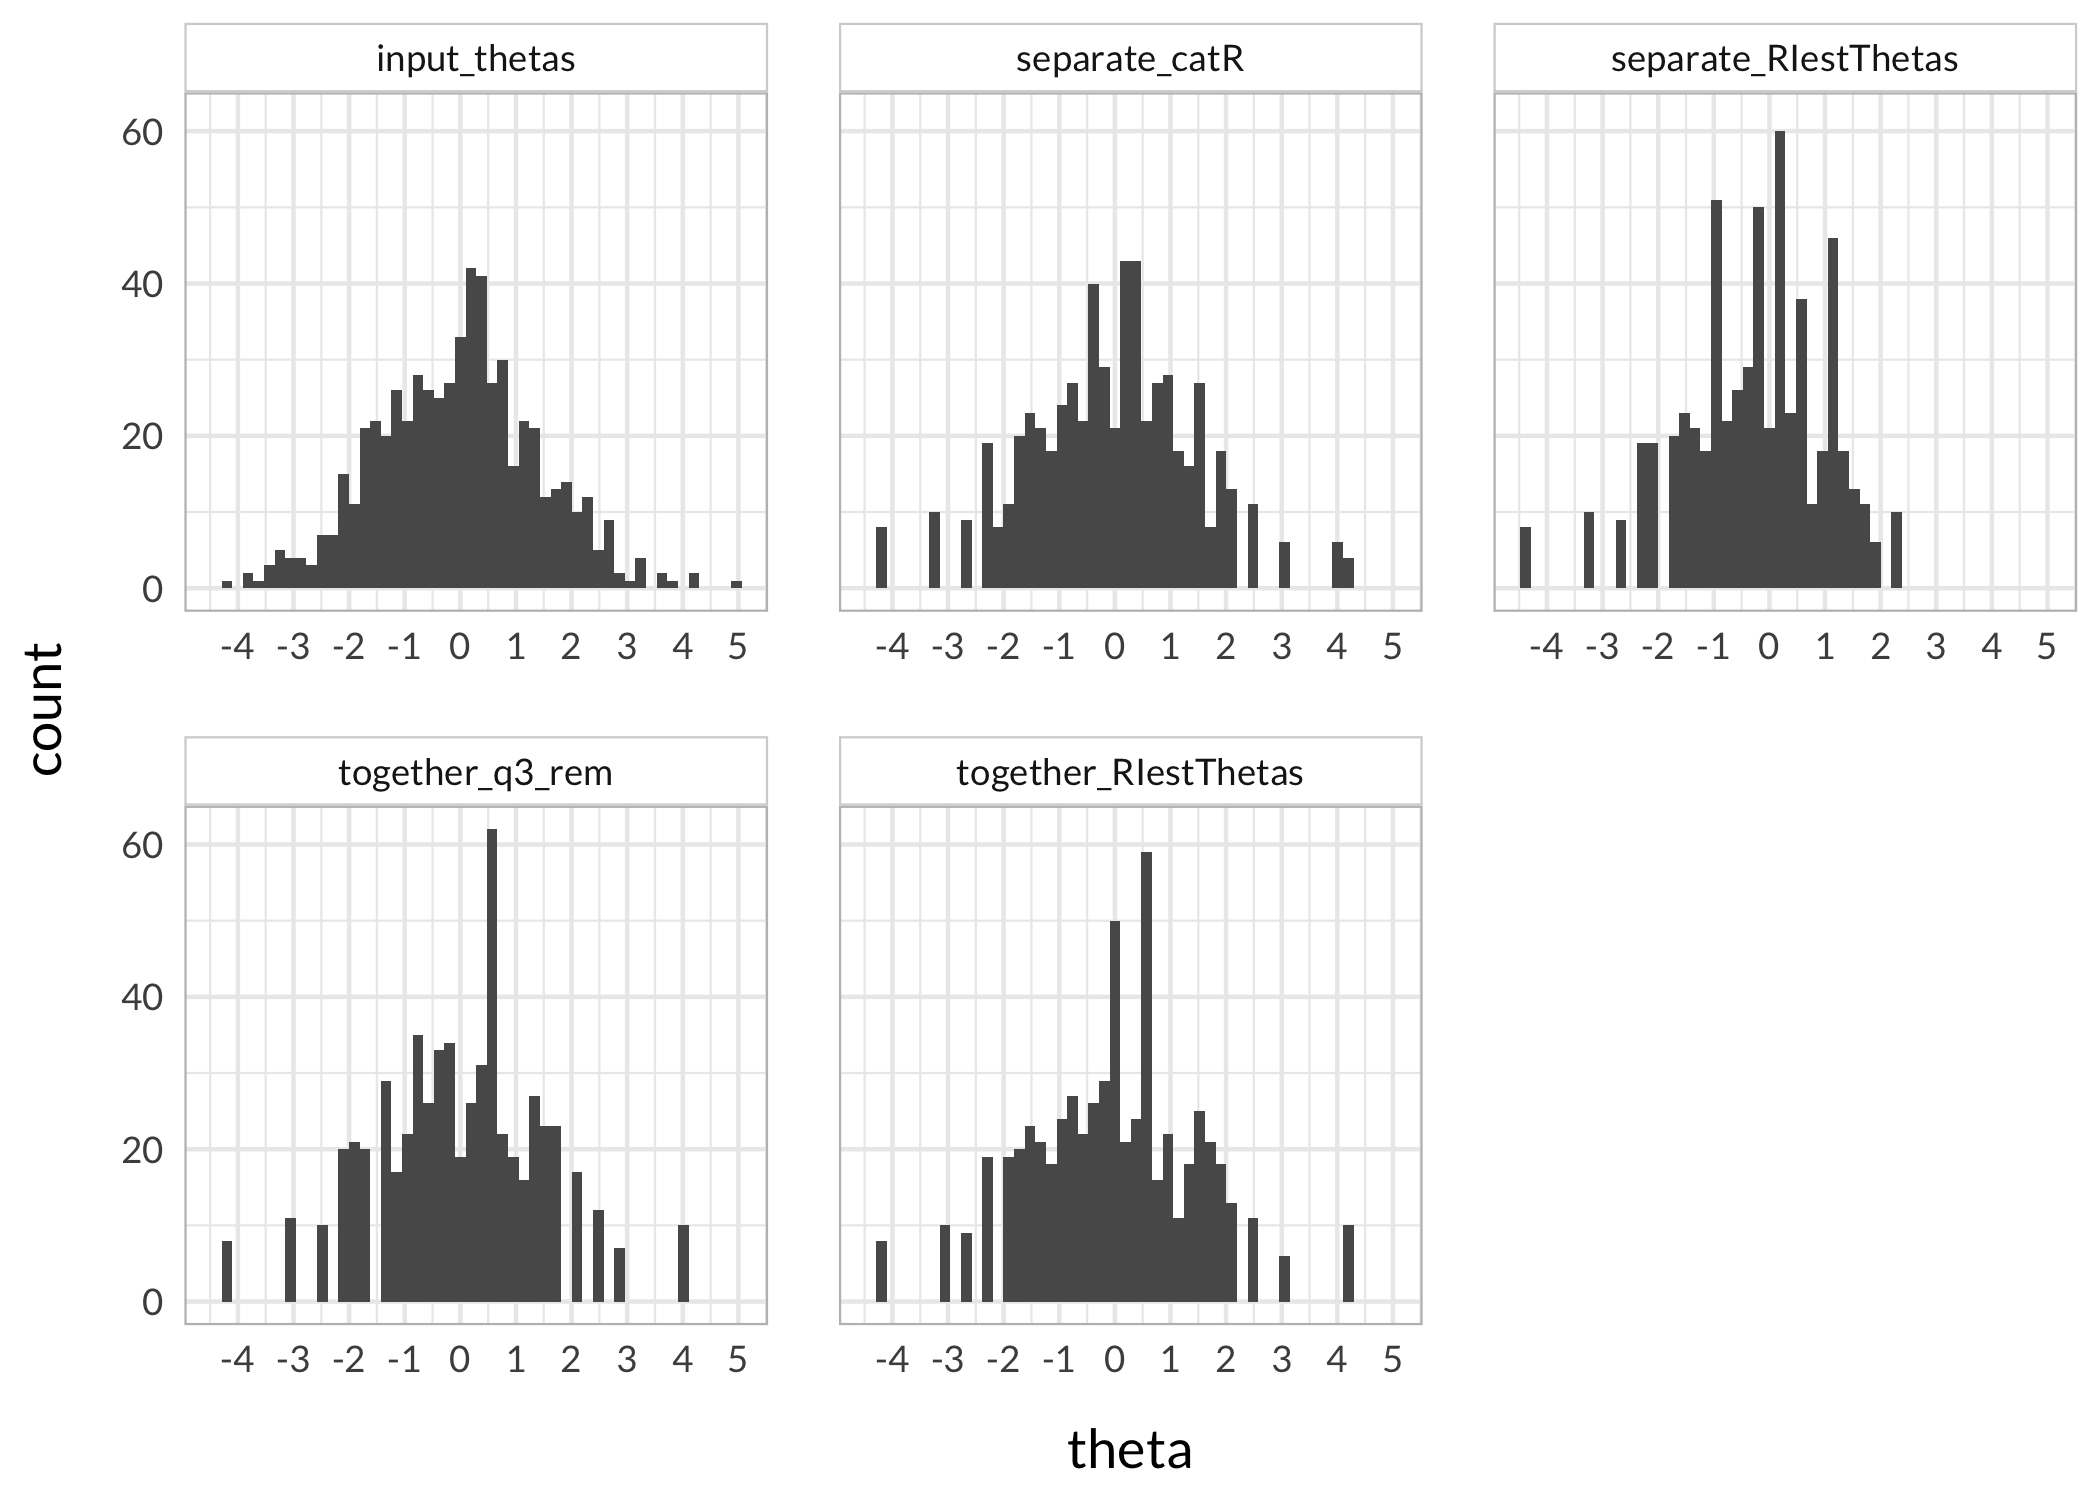 input_thetas
separate_catR
separate_RIestThetas
60
40
20
0
-4 -3 -2 -1 0 1 2 3 4 5
-4 -3 -2 -1 0 1 2 3 4 5
-4 -3 -2 -1 0 1 2 3 4 5
count
together_q3_rem
together_RIestThetas
60
40
20
0
-4 -3 -2 -1 0 1 2 3 4 5
-4 -3 -2 -1 0 1 2 3 4 5
theta